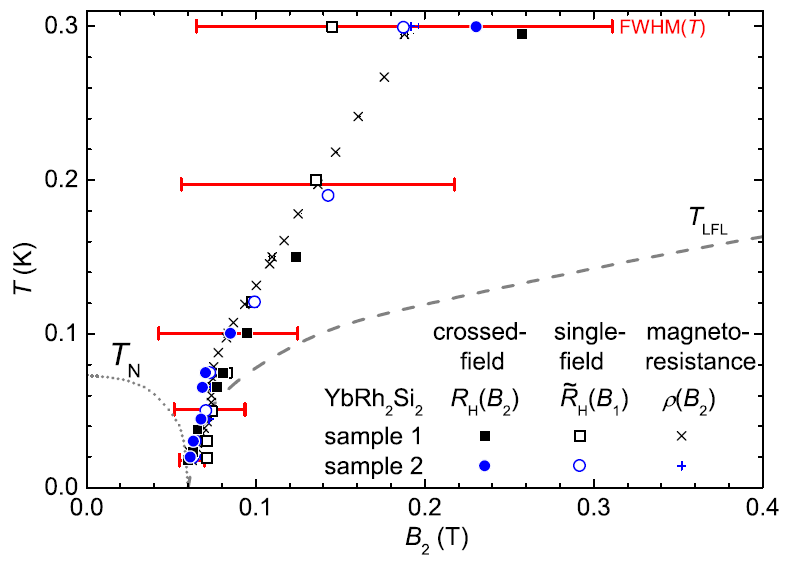 0.3
FWHM(T)
0.2
T_LFL
T (K)
0.1
T_N
crossed-field
single-field
magneto-resistance
YbRh₂Si₂ R_H(B₂) R̃_H(B₁) ρ(B₂)
sample 1
sample 2
0.0
0.0 0.1 0.2 0.3 0.4
B₂ (T)